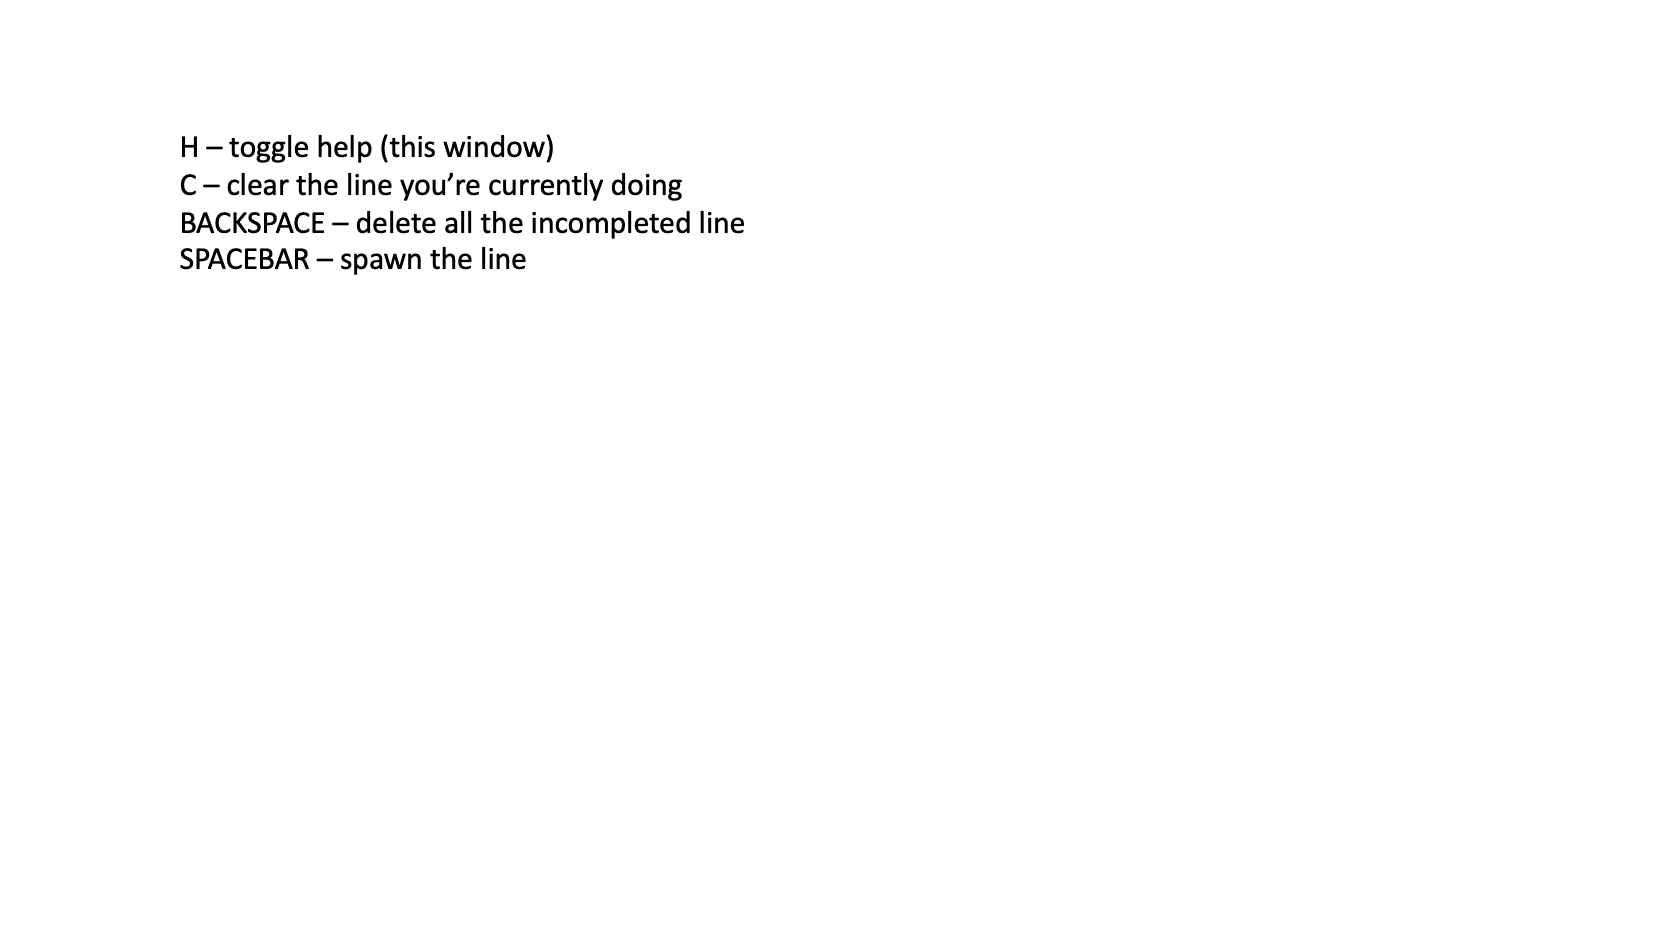 H – toggle help (this window)
C – clear the line you’re currently doing
BACKSPACE – delete all the incompleted line
SPACEBAR – spawn the line